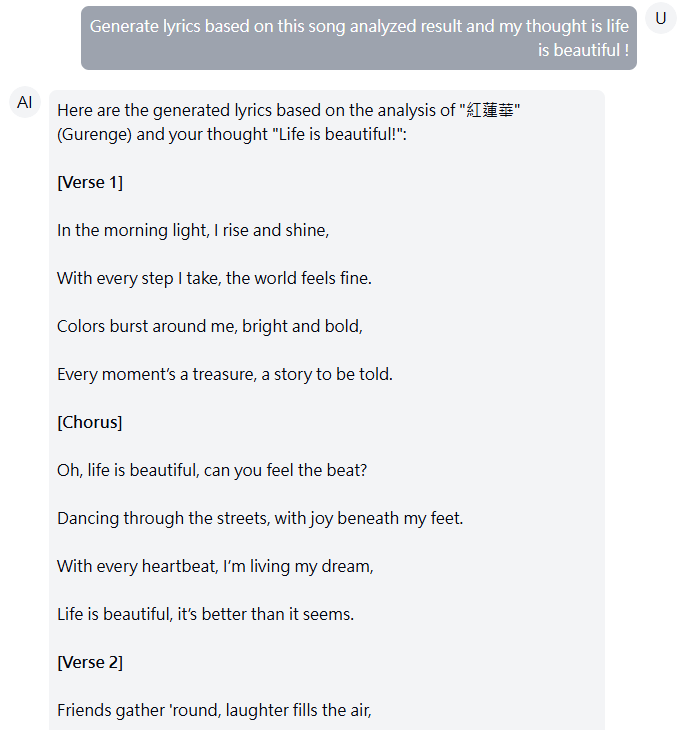 Generate lyrics based on this song analyzed result and my thought is life
is beautiful !
U
AI
Here are the generated lyrics based on the analysis of "紅蓮華"
(Gurenge) and your thought "Life is beautiful!":
[Verse 1]
In the morning light, I rise and shine,
With every step I take, the world feels fine.
Colors burst around me, bright and bold,
Every moment’s a treasure, a story to be told.
[Chorus]
Oh, life is beautiful, can you feel the beat?
Dancing through the streets, with joy beneath my feet.
With every heartbeat, I’m living my dream,
Life is beautiful, it’s better than it seems.
[Verse 2]
Friends gather 'round, laughter fills the air,